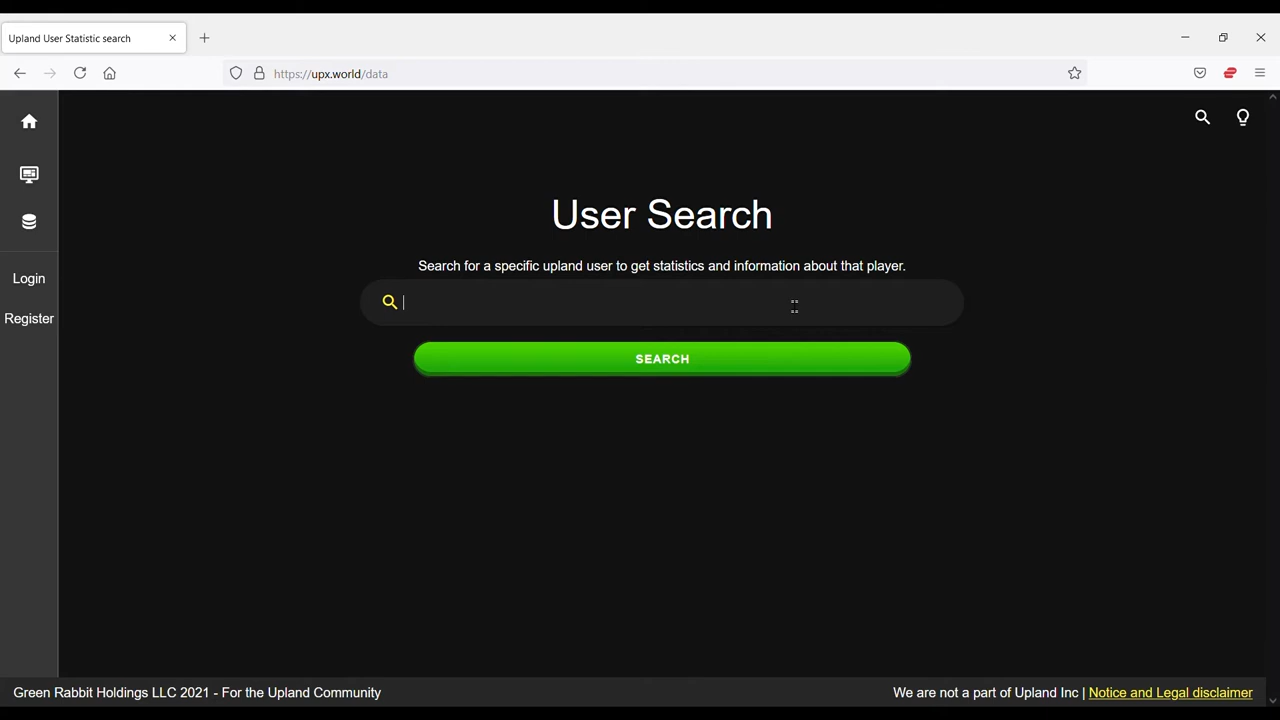 Upland User Statistic search
https://upx.world/data
User Search
Search for a specific upland user to get statistics and information about that player.
SEARCH
Login
Register
Green Rabbit Holdings LLC 2021 - For the Upland Community
We are not a part of Upland Inc | Notice and Legal disclaimer